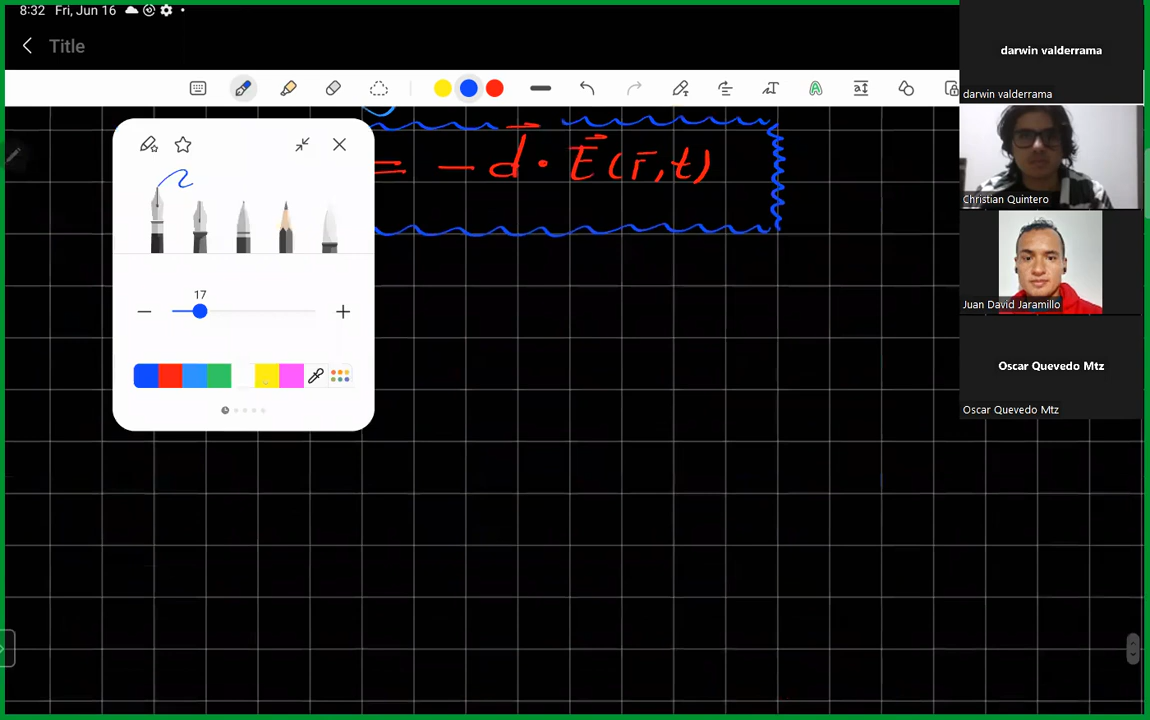 8:32 Fri, Jun 16
Title
= - d⃗ · E⃗(r̄,t)
17
darwin valderrama
darwin valderrama
Christian Quintero
Juan David Jaramillo
Oscar Quevedo Mtz
Oscar Quevedo Mtz